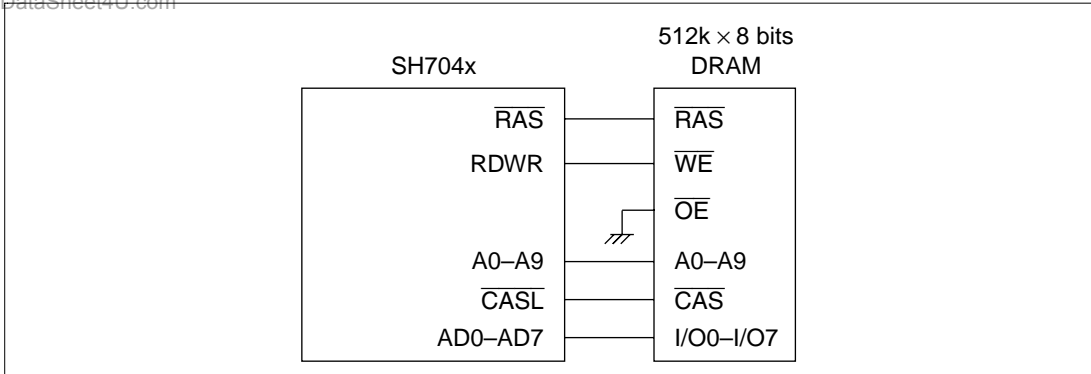 DataSheet4U.com
512k × 8 bits
SH704x DRAM
RAS RAS
RDWR WE
OE
A0–A9 A0–A9
CASL CAS
AD0–AD7 I/O0–I/O7